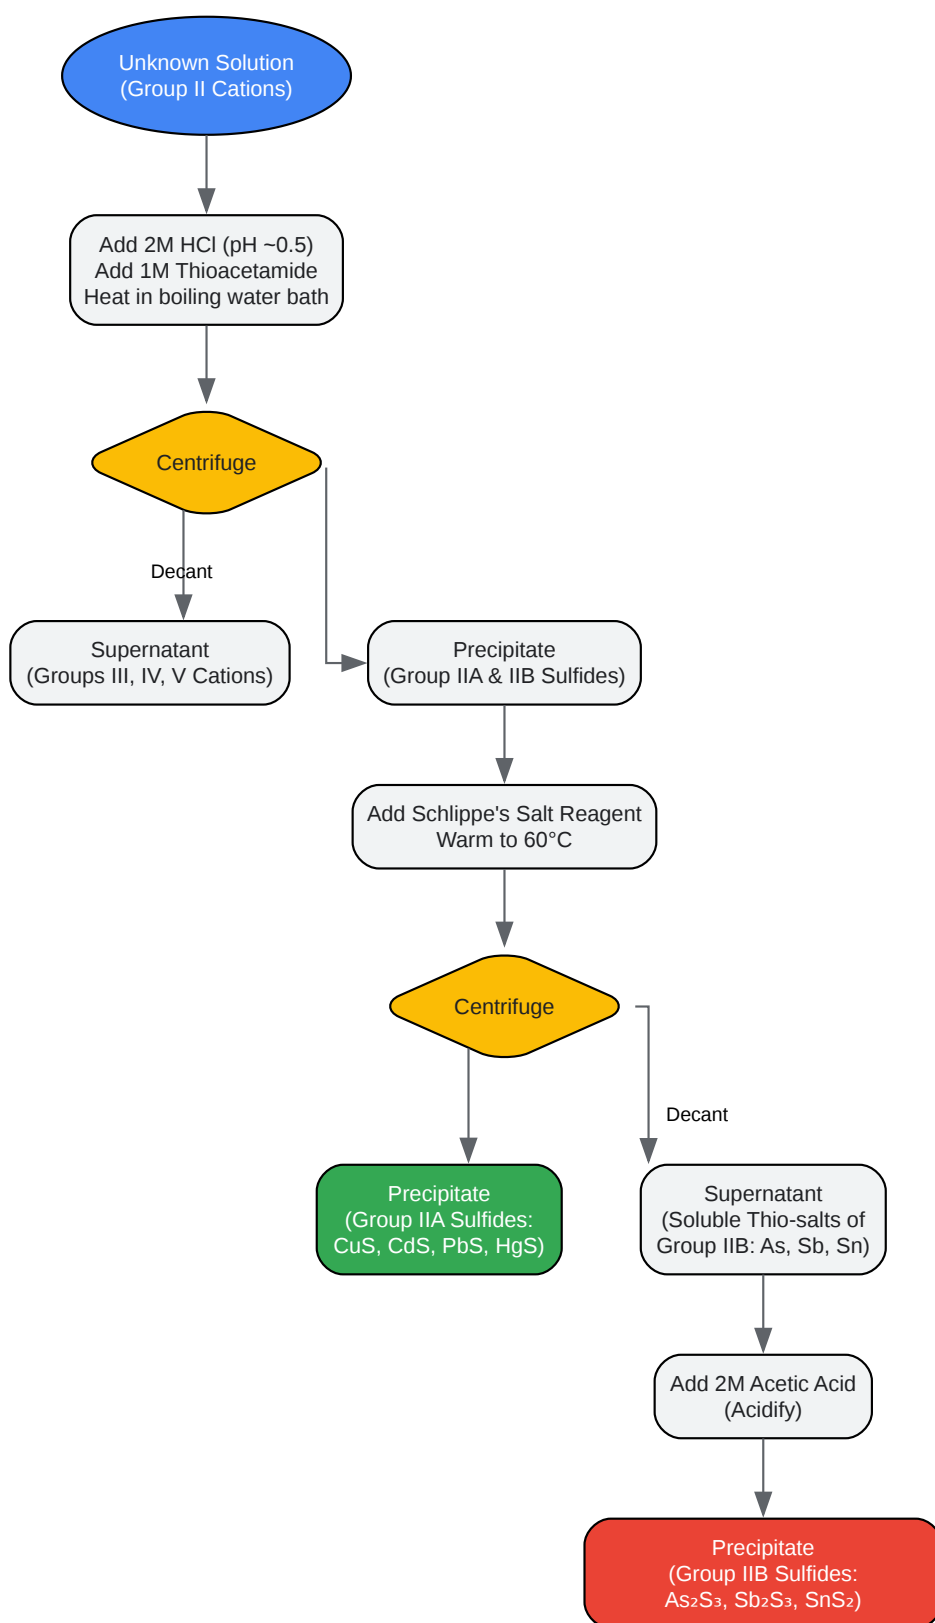 Unknown Solution
(Group II Cations)
Add 2M HCl (pH ~0.5)
Add 1M Thioacetamide
Heat in boiling water bath
Centrifuge
Decant
Supernatant
(Groups III, IV, V Cations)
Precipitate
(Group IIA & IIB Sulfides)
Add Schlippe's Salt Reagent
Warm to 60°C
Centrifuge
Decant
Precipitate
(Group IIA Sulfides:
CuS, CdS, PbS, HgS)
Supernatant
(Soluble Thio-salts of
Group IIB: As, Sb, Sn)
Add 2M Acetic Acid
(Acidify)
Precipitate
(Group IIB Sulfides:
As₂S₃, Sb₂S₃, SnS₂)